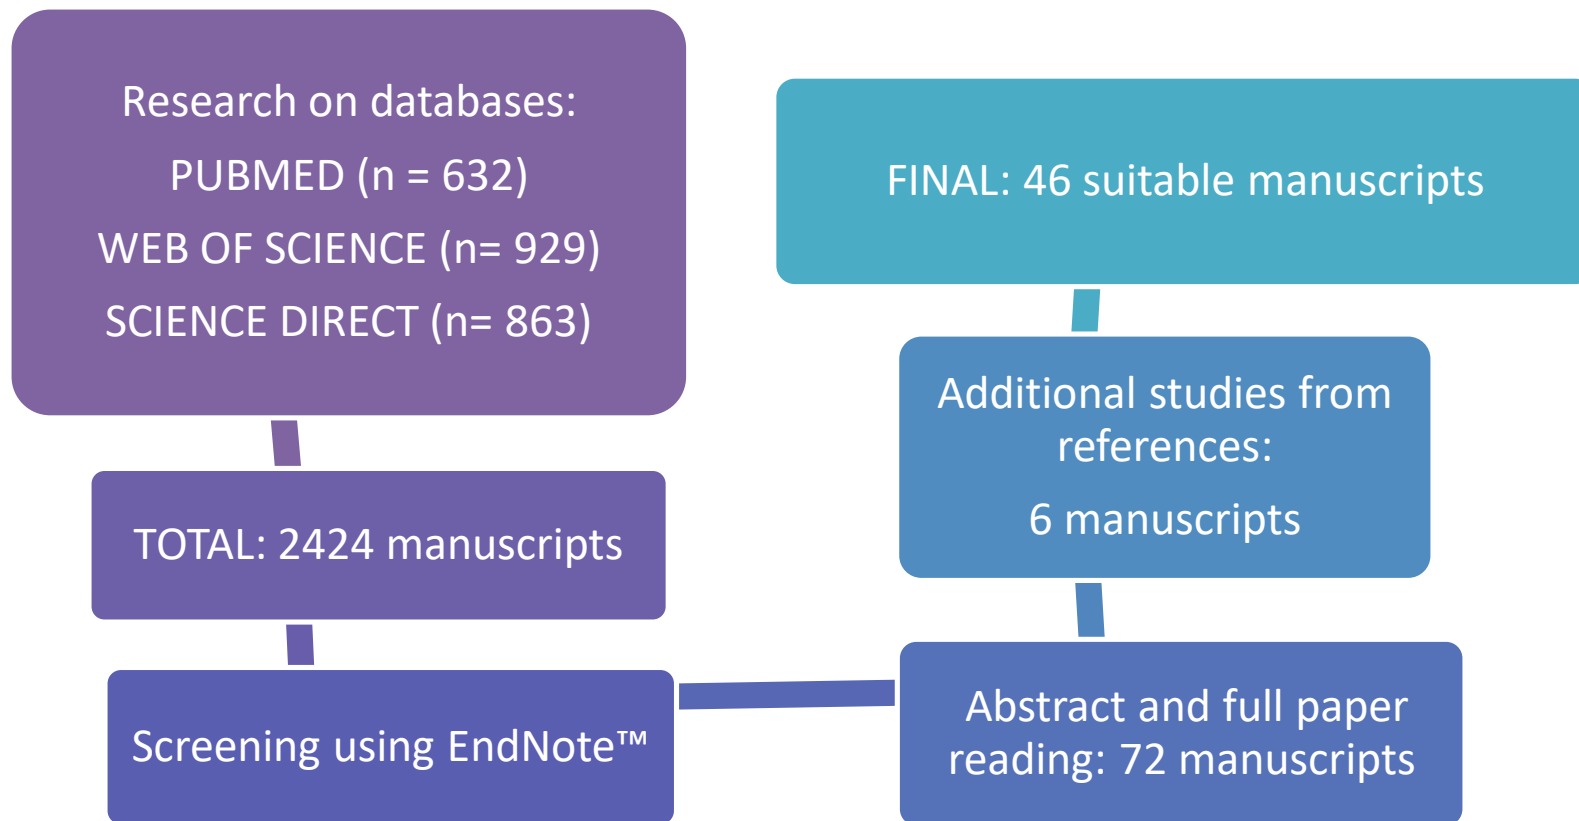 Research on databases:
PUBMED (n = 632)
WEB OF SCIENCE (n= 929)
SCIENCE DIRECT (n= 863)
TOTAL: 2424 manuscripts
Screening using EndNote™
Abstract and full paper
reading: 72 manuscripts
Additional studies from
references:
6 manuscripts
FINAL: 46 suitable manuscripts